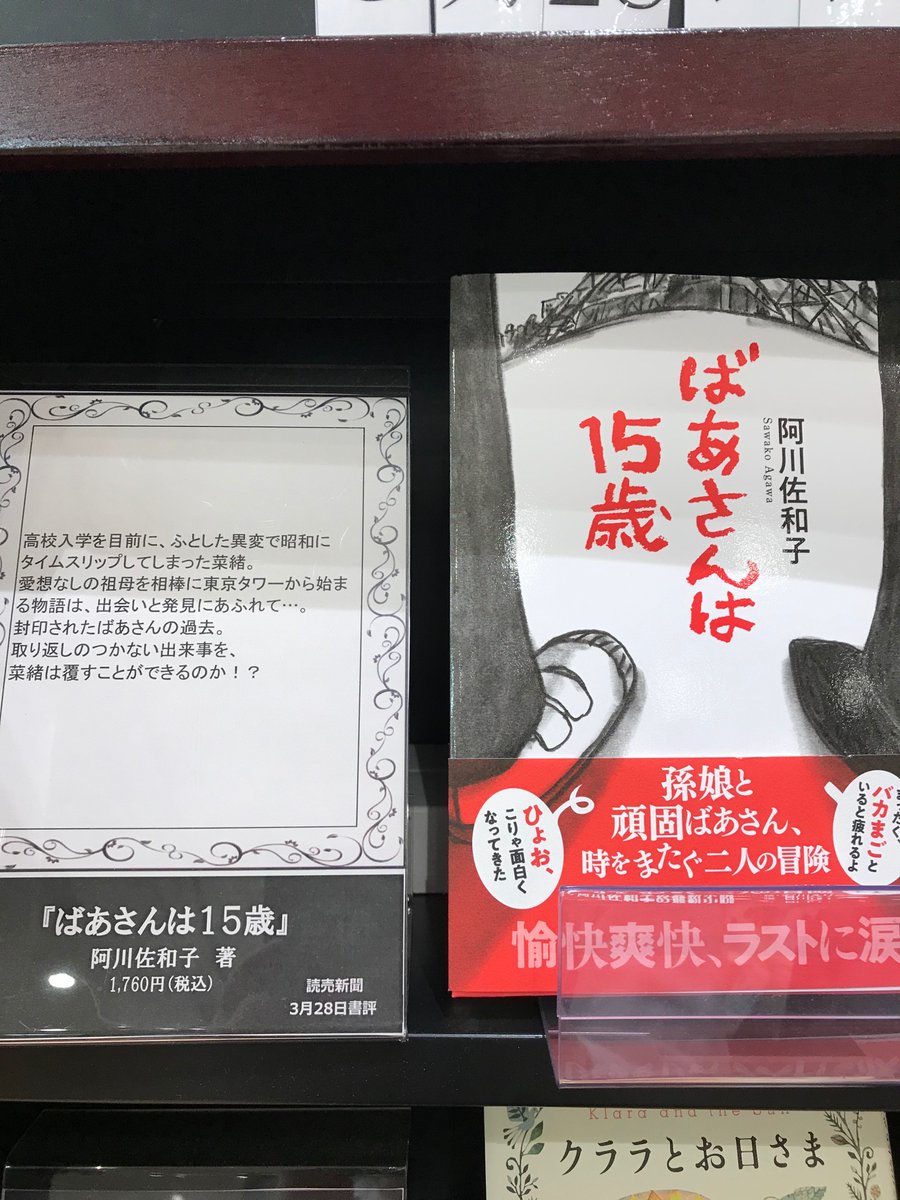 高校入学を目前に、ふとした異変で昭和に
タイムスリップしてしまった菜緒。
愛想なしの祖母を相棒に東京タワーから始ま
る物語は、出会いと発見にあふれて…。
封印されたばあさんの過去。
取り返しのつかない出来事を、
菜緒は覆すことができるのか！？
『ばあさんは１５歳』
阿川佐和子 著
1,760円（税込）
読売新聞
3月28日書評
ばあさんは
15歳
阿川佐和子
Sawako Agawa
孫娘と
頑固ばあさん、
時をまたぐ二人の冒険
ひょお、
こりゃ面白く
なってきた
まったく、
バカまごと
いると疲れるよ
愉快爽快、ラストに涙
Klara and the Sun
クララとお日さま